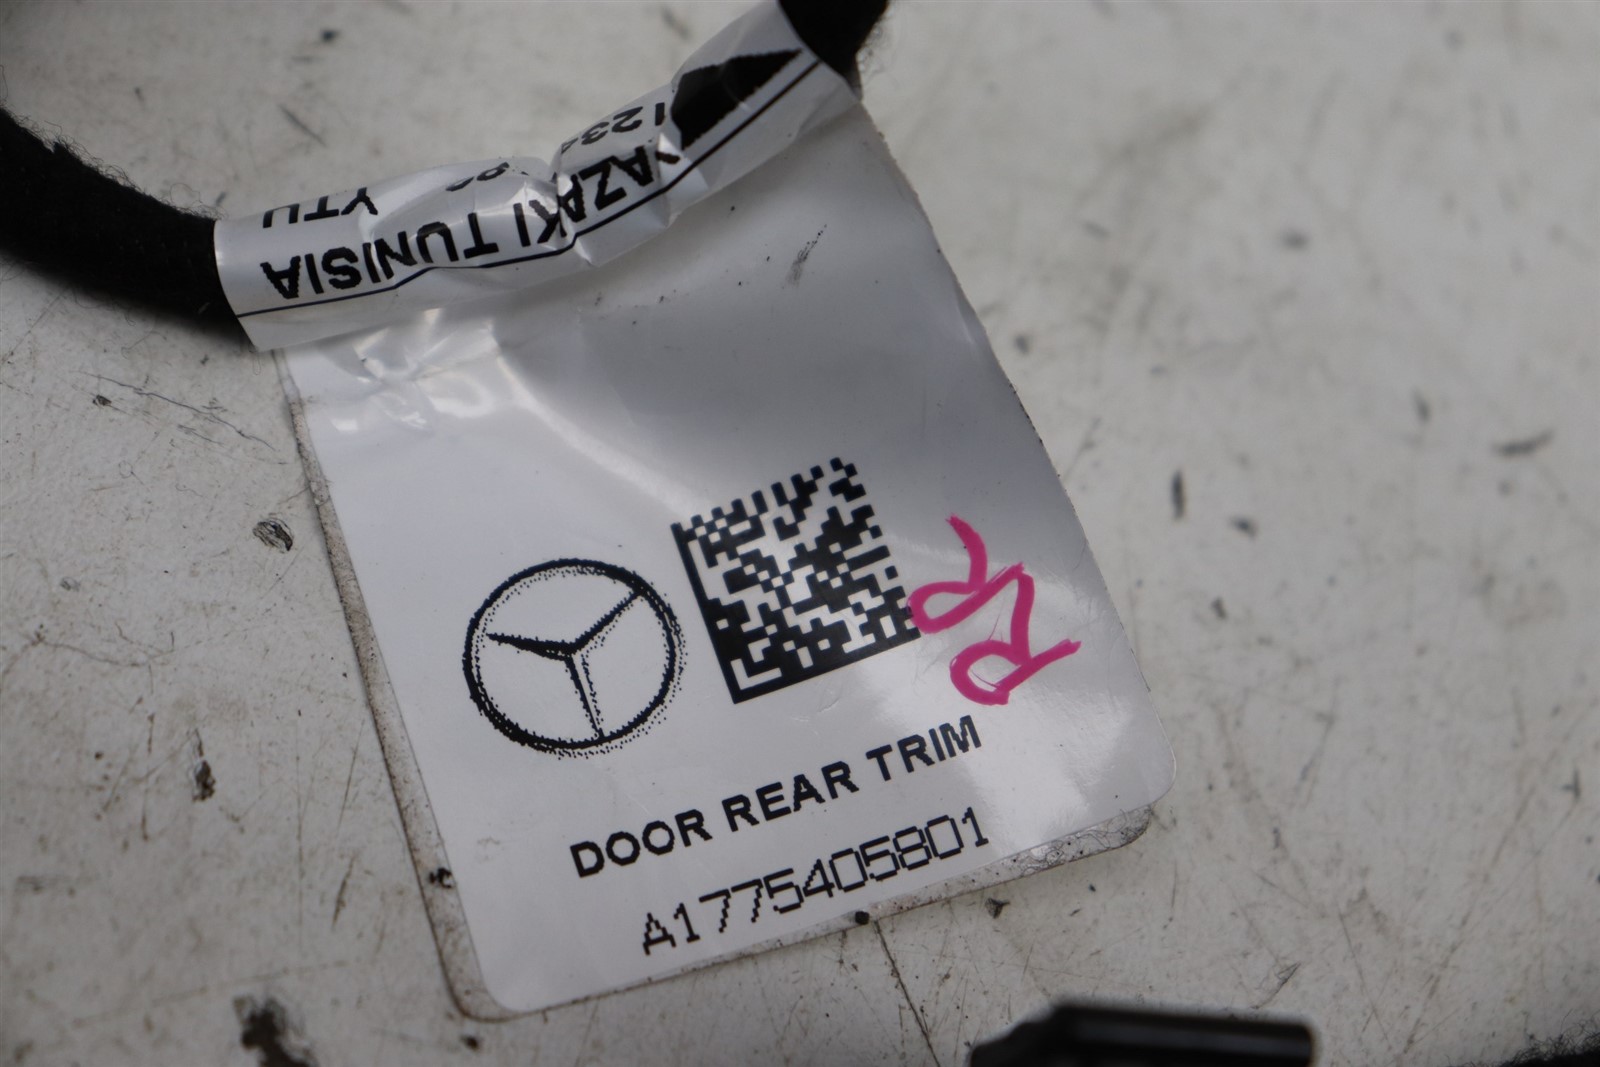 YAZAKI TUNISIA
YTU
RR
DOOR REAR TRIM
A1775405801